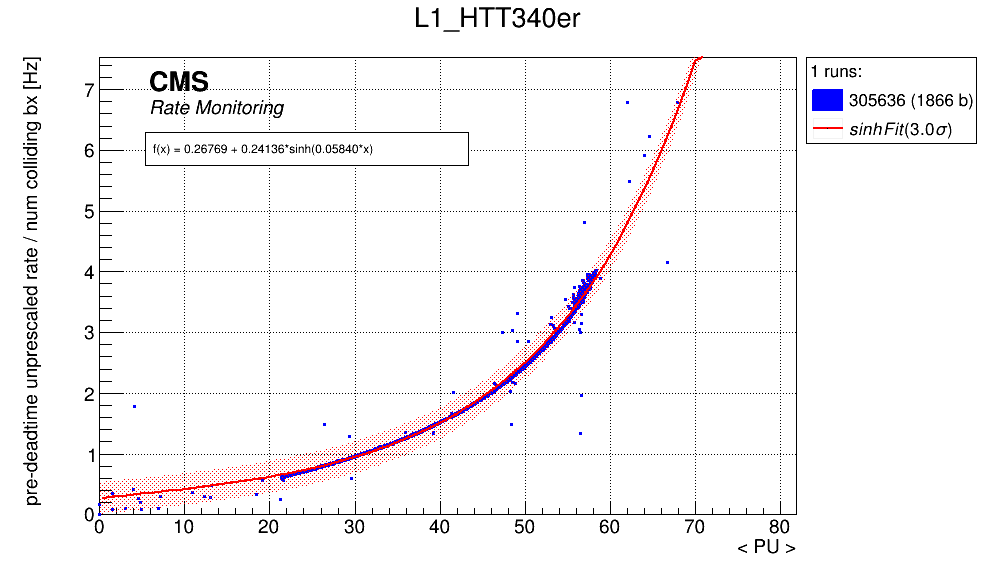 L1_HTT340er
pre-deadtime unprescaled rate / num colliding bx [Hz]
CMS
Rate Monitoring
f(x) = 0.26769 + 0.24136*sinh(0.05840*x)
7
6
5
4
3
2
1
0
0 10 20 30 40 50 60 70 80
< PU >
1 runs:
305636 (1866 b)
sinhFit(3.0σ)